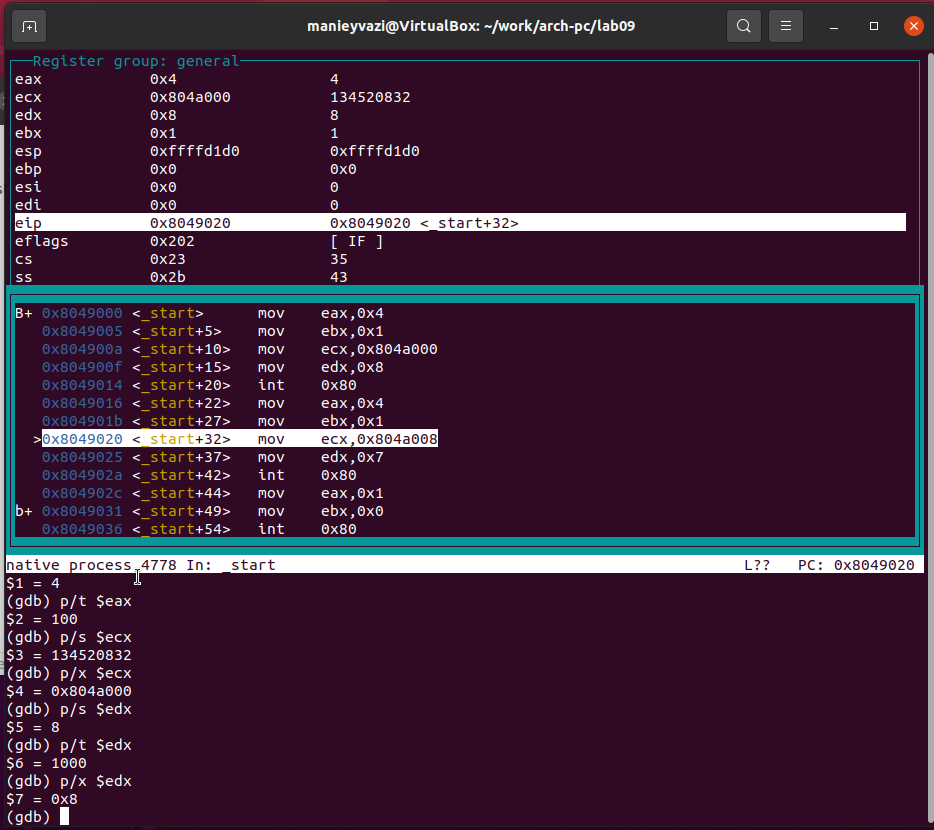 manieyvazi@VirtualBox: ~/work/arch-pc/lab09
Register group: general
eax 0x4 4
ecx 0x804a000 134520832
edx 0x8 8
ebx 0x1 1
esp 0xffffd1d0 0xffffd1d0
ebp 0x0 0x0
esi 0x0 0
edi 0x0 0
eip 0x8049020 0x8049020 <_start+32>
eflags 0x202 [ IF ]
cs 0x23 35
ss 0x2b 43
B+ 0x8049000 <_start> mov eax,0x4
0x8049005 <_start+5> mov ebx,0x1
0x804900a <_start+10> mov ecx,0x804a000
0x804900f <_start+15> mov edx,0x8
0x8049014 <_start+20> int 0x80
0x8049016 <_start+22> mov eax,0x4
0x804901b <_start+27> mov ebx,0x1
>0x8049020 <_start+32> mov ecx,0x804a008
0x8049025 <_start+37> mov edx,0x7
0x804902a <_start+42> int 0x80
0x804902c <_start+44> mov eax,0x1
b+ 0x8049031 <_start+49> mov ebx,0x0
0x8049036 <_start+54> int 0x80
native process 4778 In: _start L?? PC: 0x8049020
$1 = 4
(gdb) p/t $eax
$2 = 100
(gdb) p/s $ecx
$3 = 134520832
(gdb) p/x $ecx
$4 = 0x804a000
(gdb) p/s $edx
$5 = 8
(gdb) p/t $edx
$6 = 1000
(gdb) p/x $edx
$7 = 0x8
(gdb)